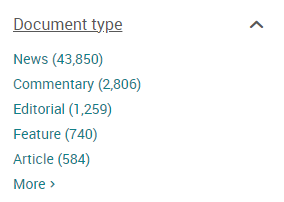 Document type
News (43,850)
Commentary (2,806)
Editorial (1,259)
Feature (740)
Article (584)
More ›